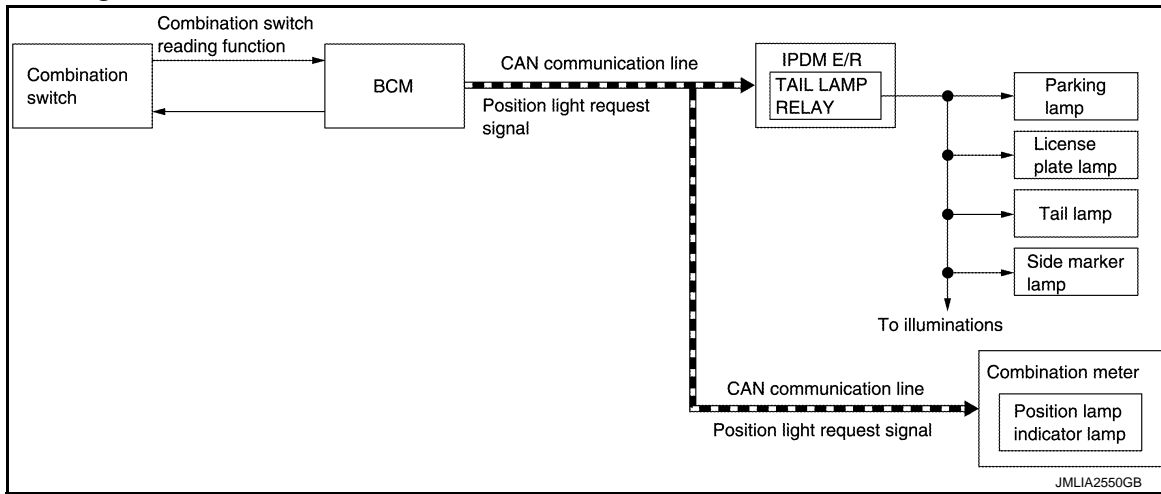 Combination switch
reading function
Combination
switch
BCM
CAN communication line
Position light request
signal
IPDM E/R
TAIL LAMP
RELAY
Parking
lamp
License
plate lamp
Tail lamp
Side marker
lamp
To illuminations
CAN communication line
Position light request signal
Combination meter
Position lamp
indicator lamp
JMLIA2550GB